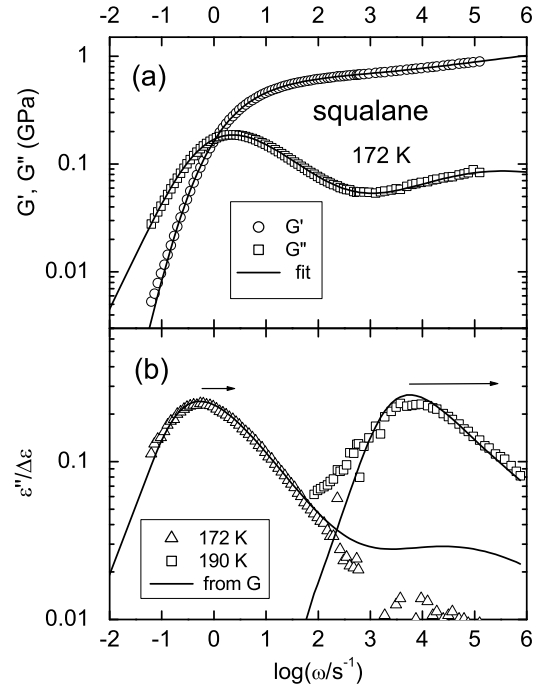 -2 -1 0 1 2 3 4 5 6
(a)
1
0.1
0.01
G', G" (GPa)
squalane
172 K
G'
G"
fit
(b)
0.1
0.01
ε"/Δε
172 K
190 K
from G
-2 -1 0 1 2 3 4 5 6
log(ω/s⁻¹)